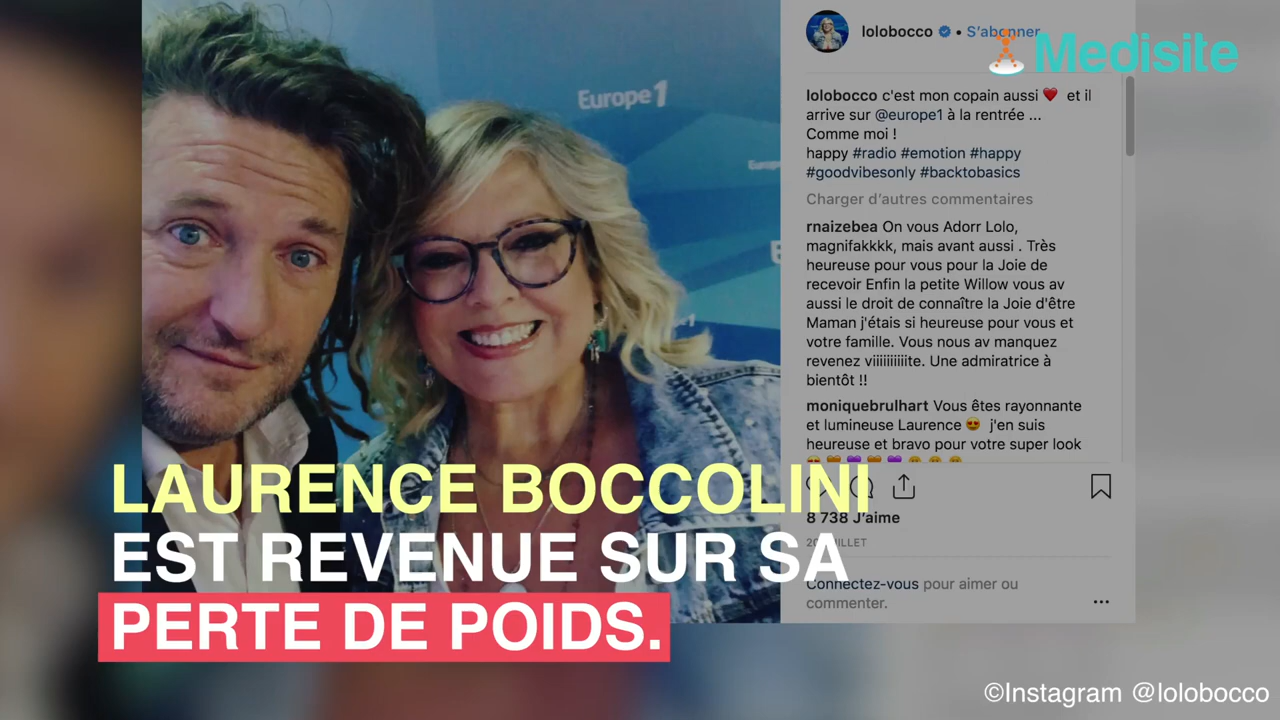 Europe1
lolobocco • S'abonner
Medisite
lolobocco c'est mon copain aussi ❤️ et il
arrive sur @europe1 à la rentrée ...
Comme moi !
happy #radio #emotion #happy
#goodvibesonly #backtobasics
Charger d'autres commentaires
rnaizebea On vous Adorr Lolo,
magnifakkkk, mais avant aussi . Très
heureuse pour vous pour la Joie de
recevoir Enfin la petite Willow vous av
aussi le droit de connaître la Joie d'être
Maman j'étais si heureuse pour vous et
votre famille. Vous nous av manquez
revenez viiiiiiiiiite. Une admiratrice à
bientôt !!
moniquebrulhart Vous êtes rayonnante
et lumineuse Laurence 😍 j'en suis
heureuse et bravo pour votre super look
8 738 J'aime
Connectez-vous pour aimer ou
commenter.
LAURENCE BOCCOLINI
EST REVENUE SUR SA
PERTE DE POIDS.
©Instagram @lolobocco